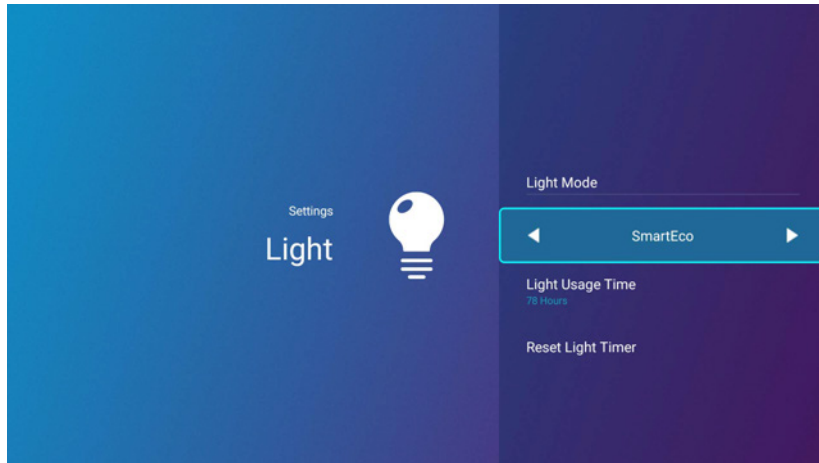 Settings
Light
Light Mode
SmartEco
Light Usage Time
78 Hours
Reset Light Timer